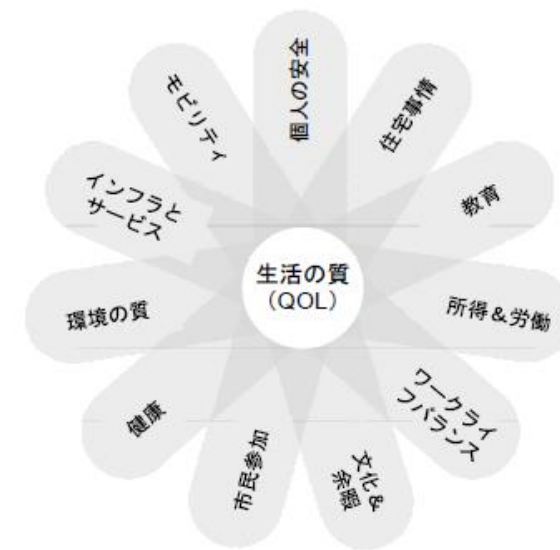 個人の安全
住宅事情
教育
所得＆労働
ワークライ
フバランス
文化＆
余暇
市民参加
健康
環境の質
インフラと
サービス
モビリティ
生活の質
（QOL）